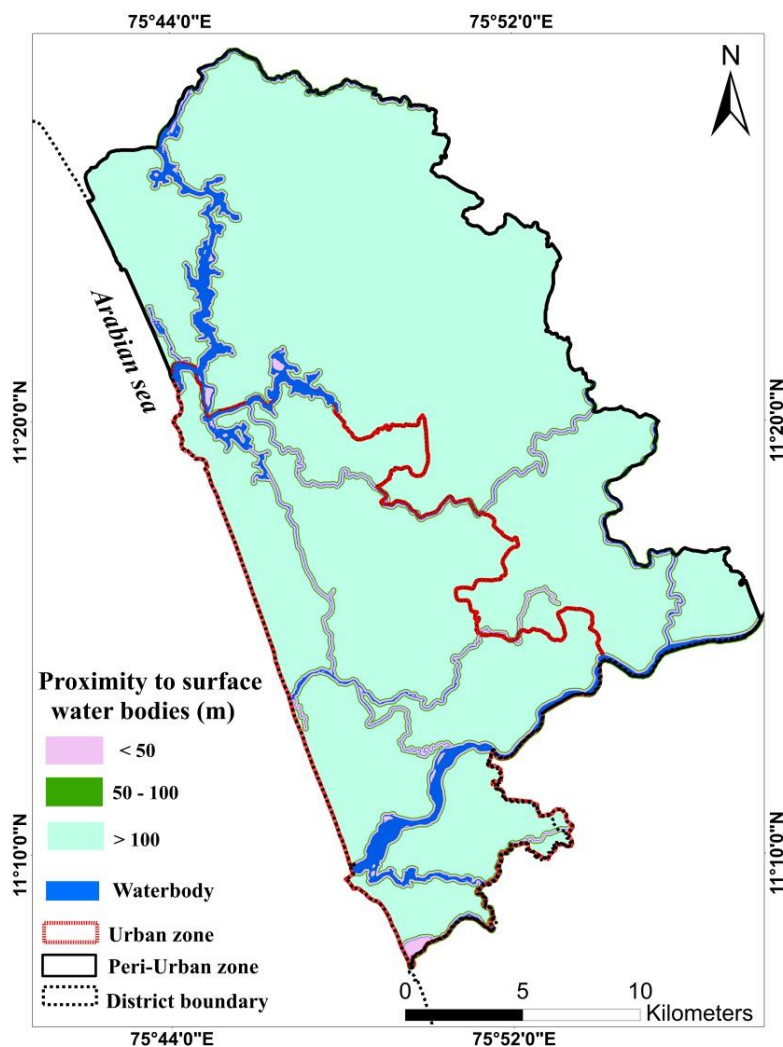 75°44'0"E
75°52'0"E
N
11°20'0"N
11°20'0"N
Arabian sea
Proximity to surface
water bodies (m)
< 50
50 - 100
> 100
Waterbody
Urban zone
Peri-Urban zone
District boundary
11°10'0"N
11°10'0"N
0
5
10
Kilometers
75°44'0"E
75°52'0"E